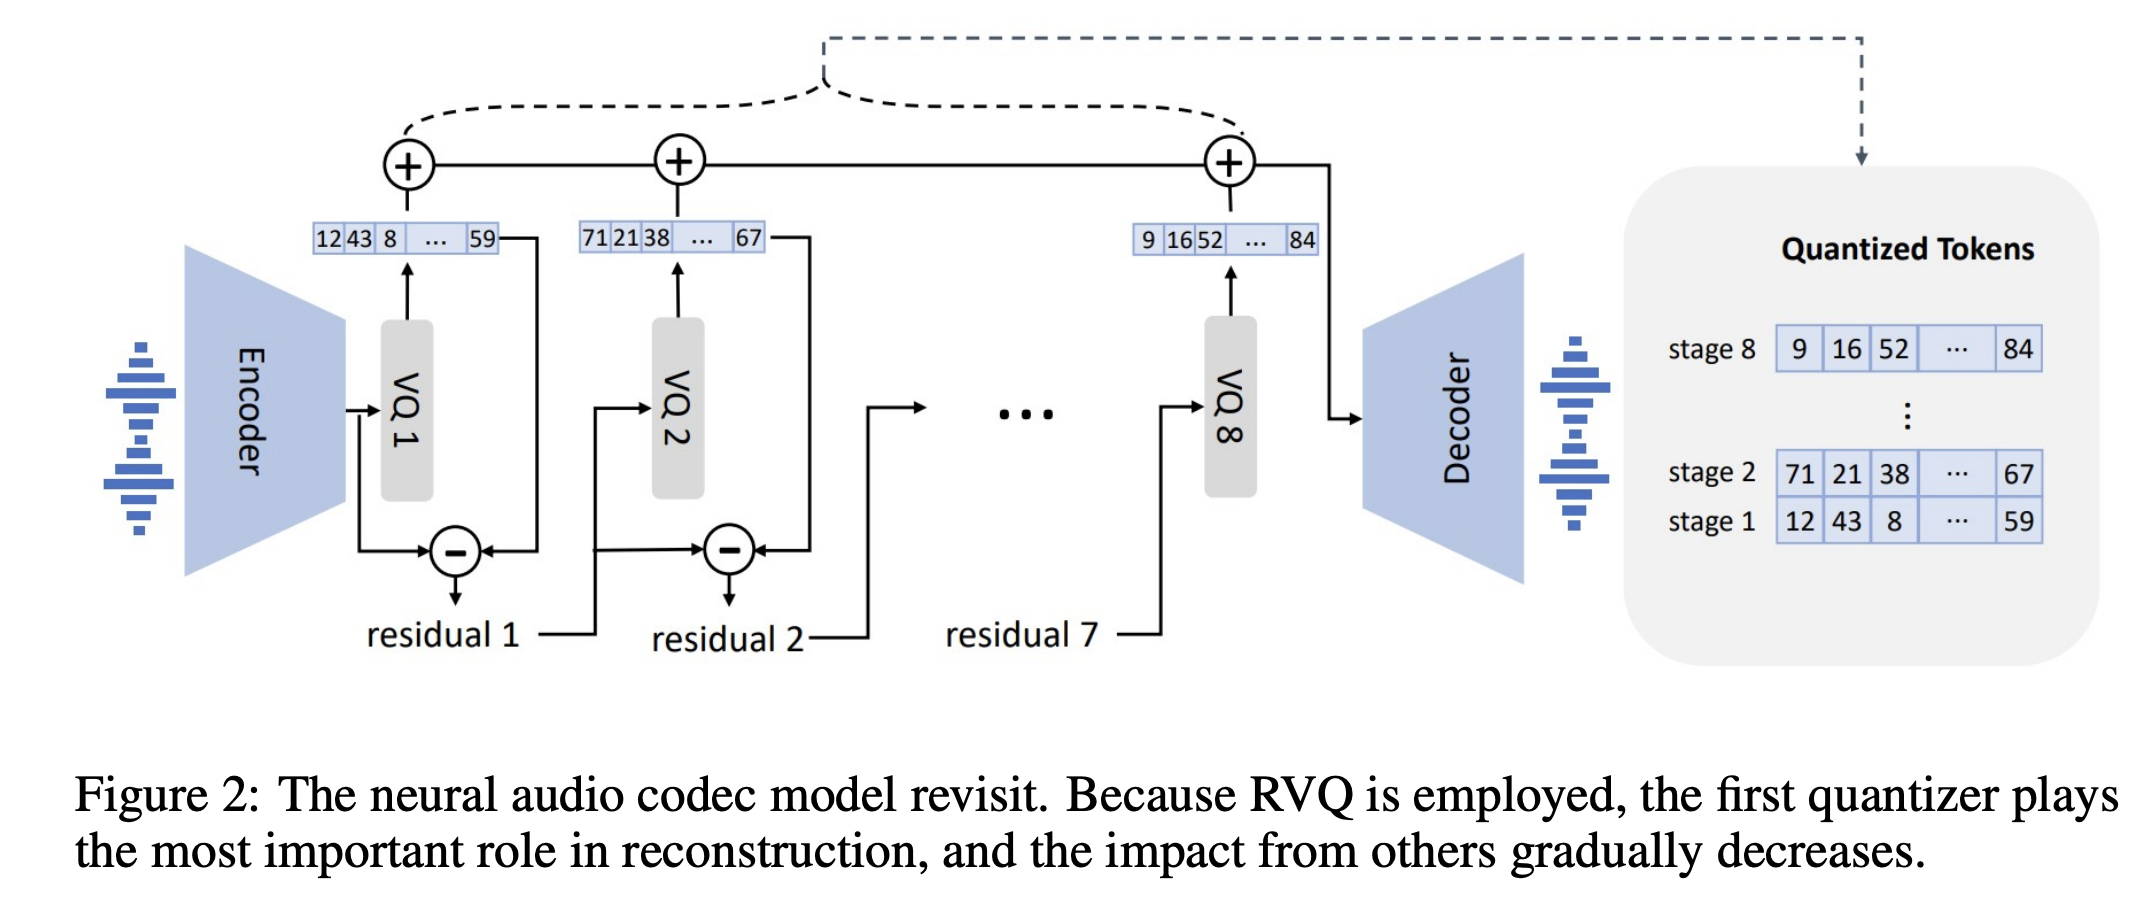 12 43 8 ... 59
71 21 38 ... 67
9 16 52 ... 84
Encoder
VQ 1
VQ 2
...
VQ 8
Decoder
residual 1
residual 2
residual 7
Quantized Tokens
stage 8 9 16 52 ... 84
⋮
stage 2 71 21 38 ... 67
stage 1 12 43 8 ... 59
Figure 2: The neural audio codec model revisit. Because RVQ is employed, the first quantizer plays
the most important role in reconstruction, and the impact from others gradually decreases.